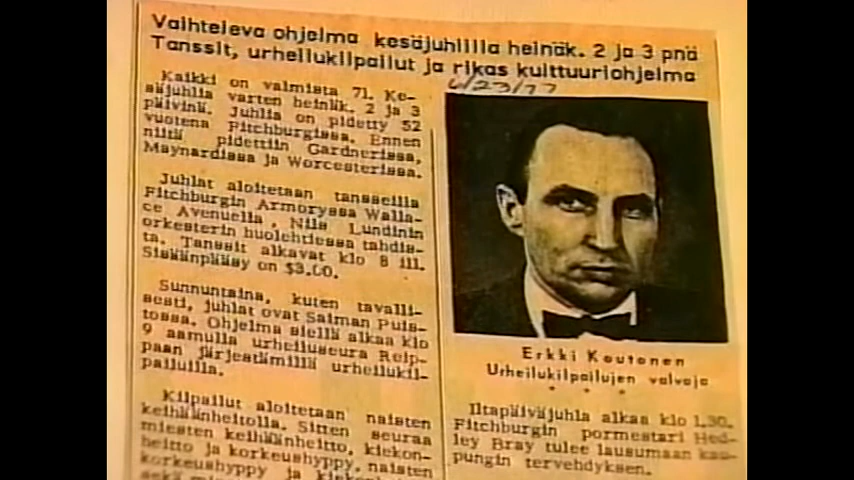 Vaihteleva ohjelma kesäjuhlilla heinäk. 2 ja 3 pnä
Tanssit, urheilukilpailut ja rikas kulttuuriohjelma
6/23/77
Kaikki on valmista 71. Ke-
säjuhlia varten heinäk. 2 ja 3
päivinä. Juhlia on pidetty 52
vuotena Fitchburgissa. Ennen
niitä pidettiin Gardnerissa,
Maynardissa ja Worcesterissa.
Juhlat aloitetaan tansseilla
Fitchburgin Armoryssa Walla-
ce Avenuella, Nils Lundinin
orkesterin huolehtiessa tahdis-
ta. Tanssit alkavat klo 8 ill.
Sisäänpääsy on $3.00.
Sunnuntaina, kuten tavalli-
sesti, juhlat ovat Saiman Puis-
tossa. Ohjelma siellä alkaa klo
9 aamulla urheiluseura Reip-
paan järjestämillä urheilukil-
pailuilla.
Kilpailut aloitetaan naisten
keihäänheitolla. Sitten seuraa
miesten keihäänheitto, kiekon-
heitto ja korkeushyppy, naisten
korkeushyppy ja
Erkki Koutonen
Urheilukilpailujen valvoja
Iltapäiväjuhla alkaa klo 1.30.
Fitchburgin pormestari Hed-
ley Bray tulee lausumaan kau-
pungin tervehdyksen.